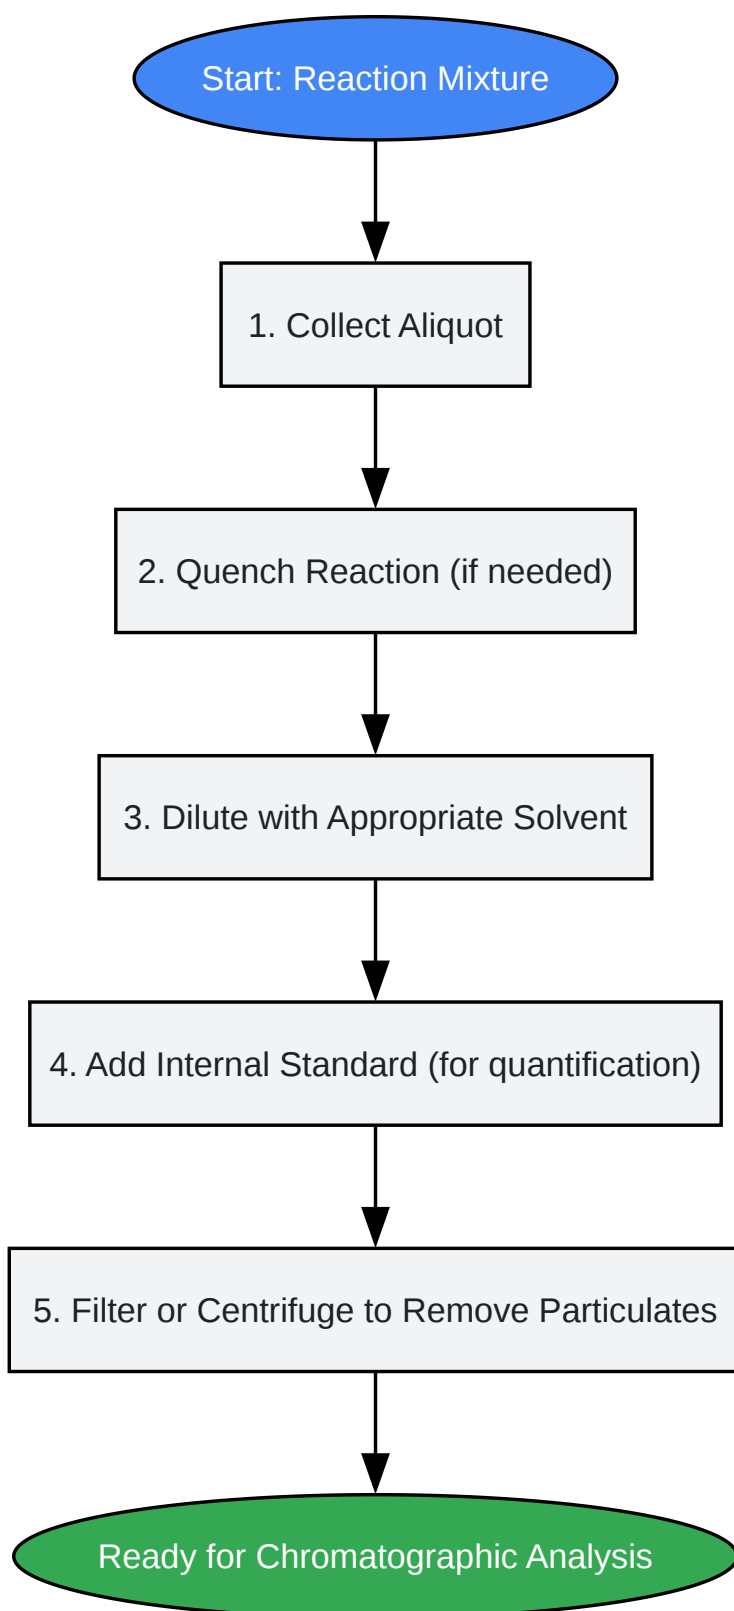 Start: Reaction Mixture
1. Collect Aliquot
2. Quench Reaction (if needed)
3. Dilute with Appropriate Solvent
4. Add Internal Standard (for quantification)
5. Filter or Centrifuge to Remove Particulates
Ready for Chromatographic Analysis